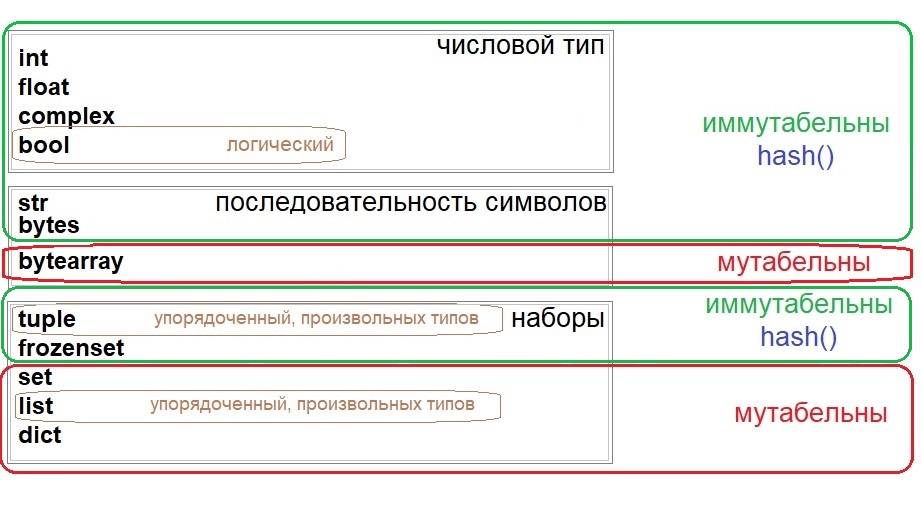 числовой тип
int
float
complex
bool логический
иммутабельны
hash()
str последовательность символов
bytes
bytearray мутабельны
иммутабельны
tuple упорядоченный, произвольных типов наборы
hash()
frozenset
set
list упорядоченный, произвольных типов
мутабельны
dict